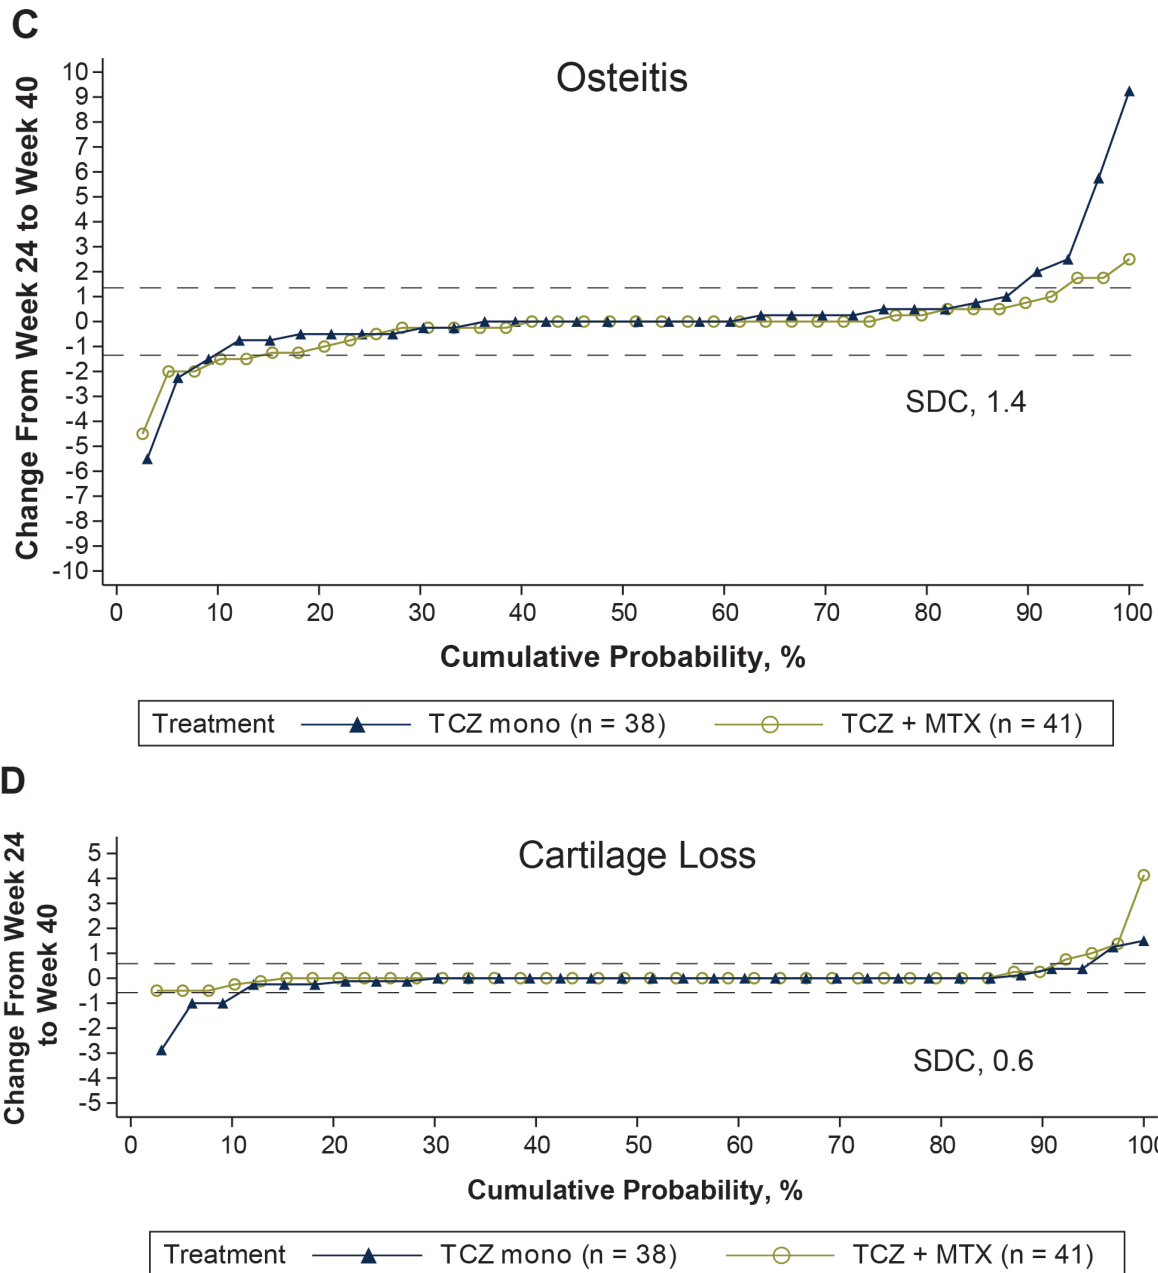 C
Osteitis
Change From Week 24 to Week 40
10
9
8
7
6
5
4
3
2
1
0
-1
-2
-3
-4
-5
-6
-7
-8
-9
-10
SDC, 1.4
0 10 20 30 40 50 60 70 80 90 100
Cumulative Probability, %
Treatment TCZ mono (n = 38) TCZ + MTX (n = 41)
D
Cartilage Loss
Change From Week 24
to Week 40
5
4
3
2
1
0
-1
-2
-3
-4
-5
SDC, 0.6
0 10 20 30 40 50 60 70 80 90 100
Cumulative Probability, %
Treatment TCZ mono (n = 38) TCZ + MTX (n = 41)